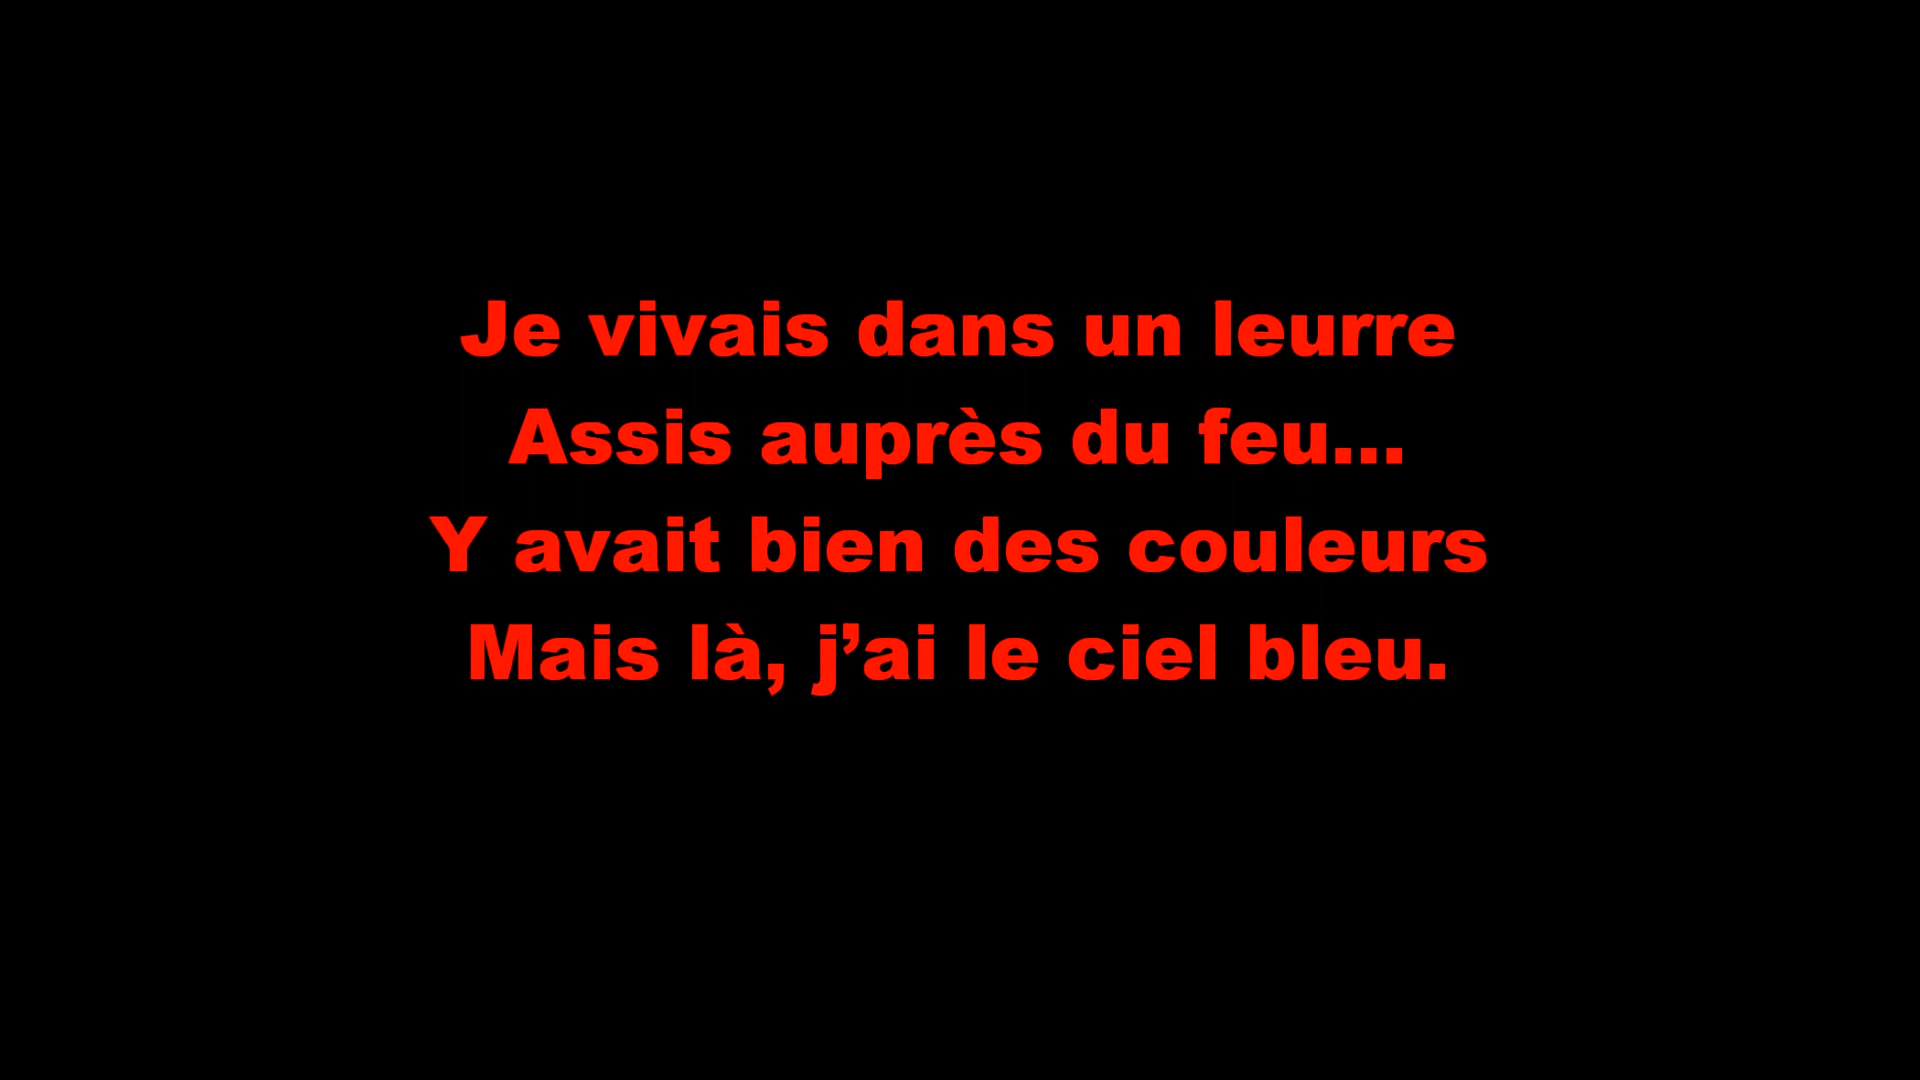 Je vivais dans un leurre
Assis auprès du feu...
Y avait bien des couleurs
Mais là, j’ai le ciel bleu.